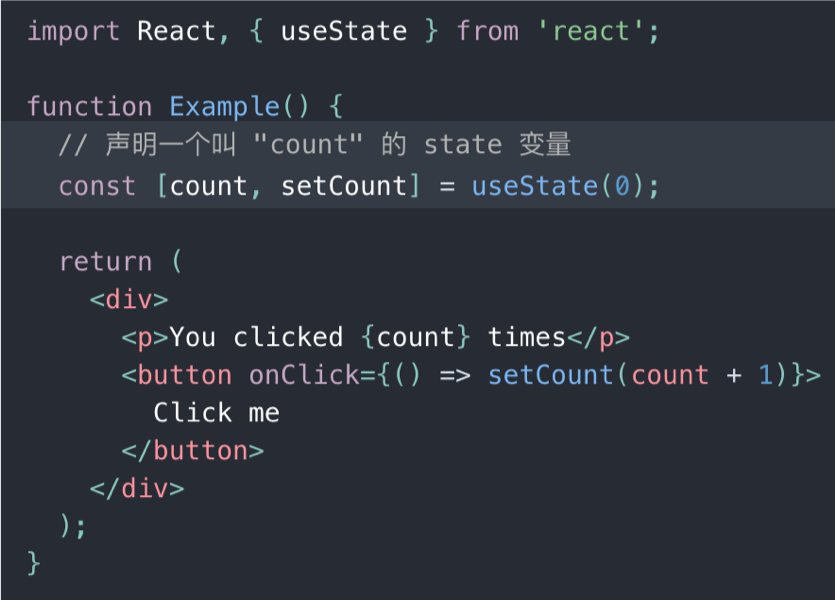 import React, { useState } from 'react';
function Example() {
// 声明一个叫 "count" 的 state 变量
const [count, setCount] = useState(0);
return (
<div>
<p>You clicked {count} times</p>
<button onClick={() => setCount(count + 1)}>
Click me
</button>
</div>
);
}